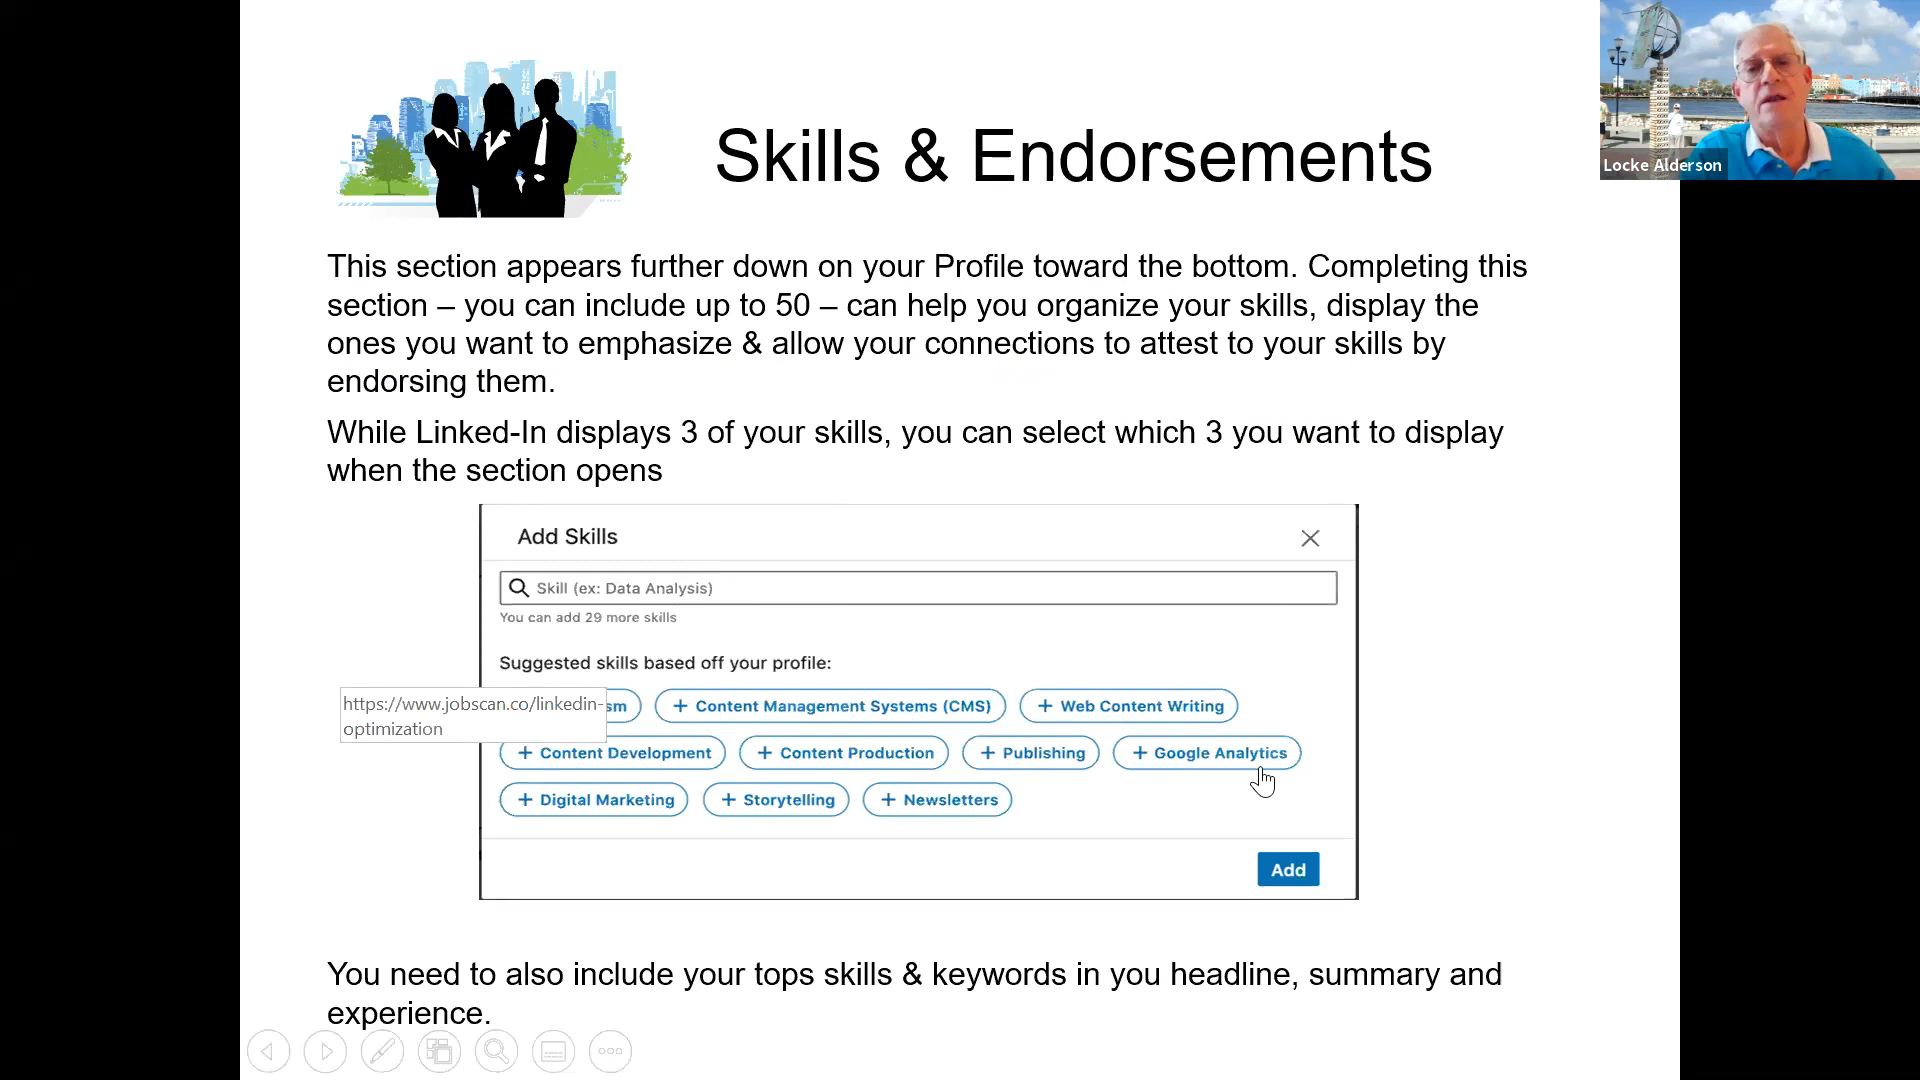 Skills & Endorsements
Locke Alderson
This section appears further down on your Profile toward the bottom. Completing this
section – you can include up to 50 – can help you organize your skills, display the
ones you want to emphasize & allow your connections to attest to your skills by
endorsing them.
While Linked-In displays 3 of your skills, you can select which 3 you want to display
when the section opens
Add Skills
Skill (ex: Data Analysis)
You can add 29 more skills
Suggested skills based off your profile:
https://www.jobscan.co/linkedin-
optimization
sm
+ Content Management Systems (CMS)
+ Web Content Writing
+ Content Development
+ Content Production
+ Publishing
+ Google Analytics
+ Digital Marketing
+ Storytelling
+ Newsletters
Add
You need to also include your tops skills & keywords in you headline, summary and
experience.